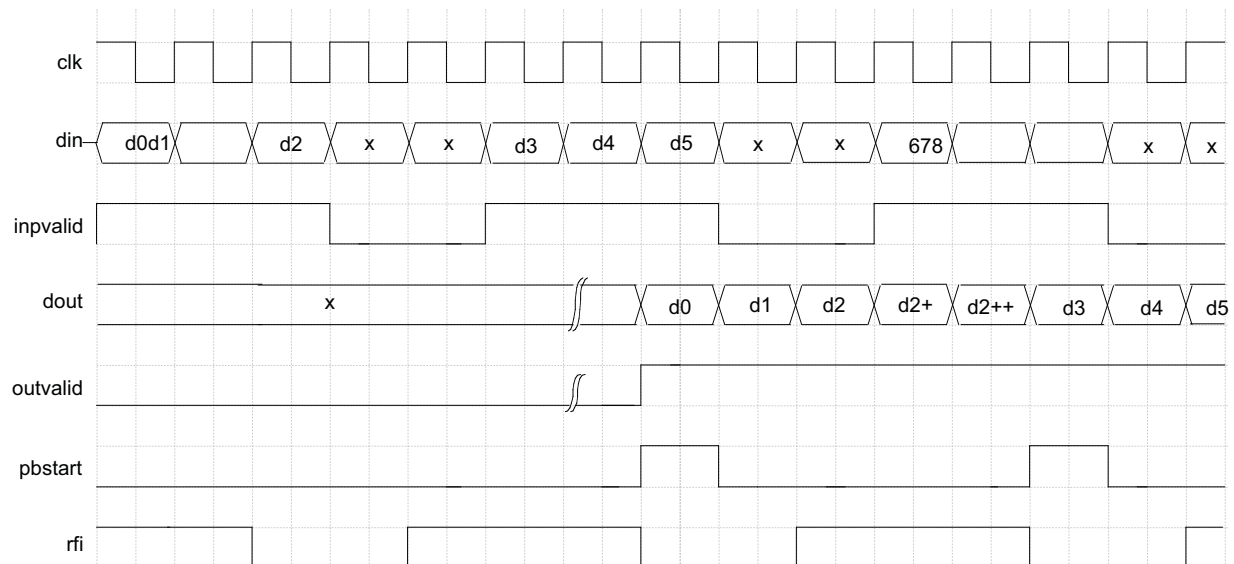 clk
din d0d1 d2 x x d3 d4 d5 x x 678 x x
inpvalid
dout x d0 d1 d2 d2+ d2++ d3 d4 d5
outvalid
pbstart
rfi